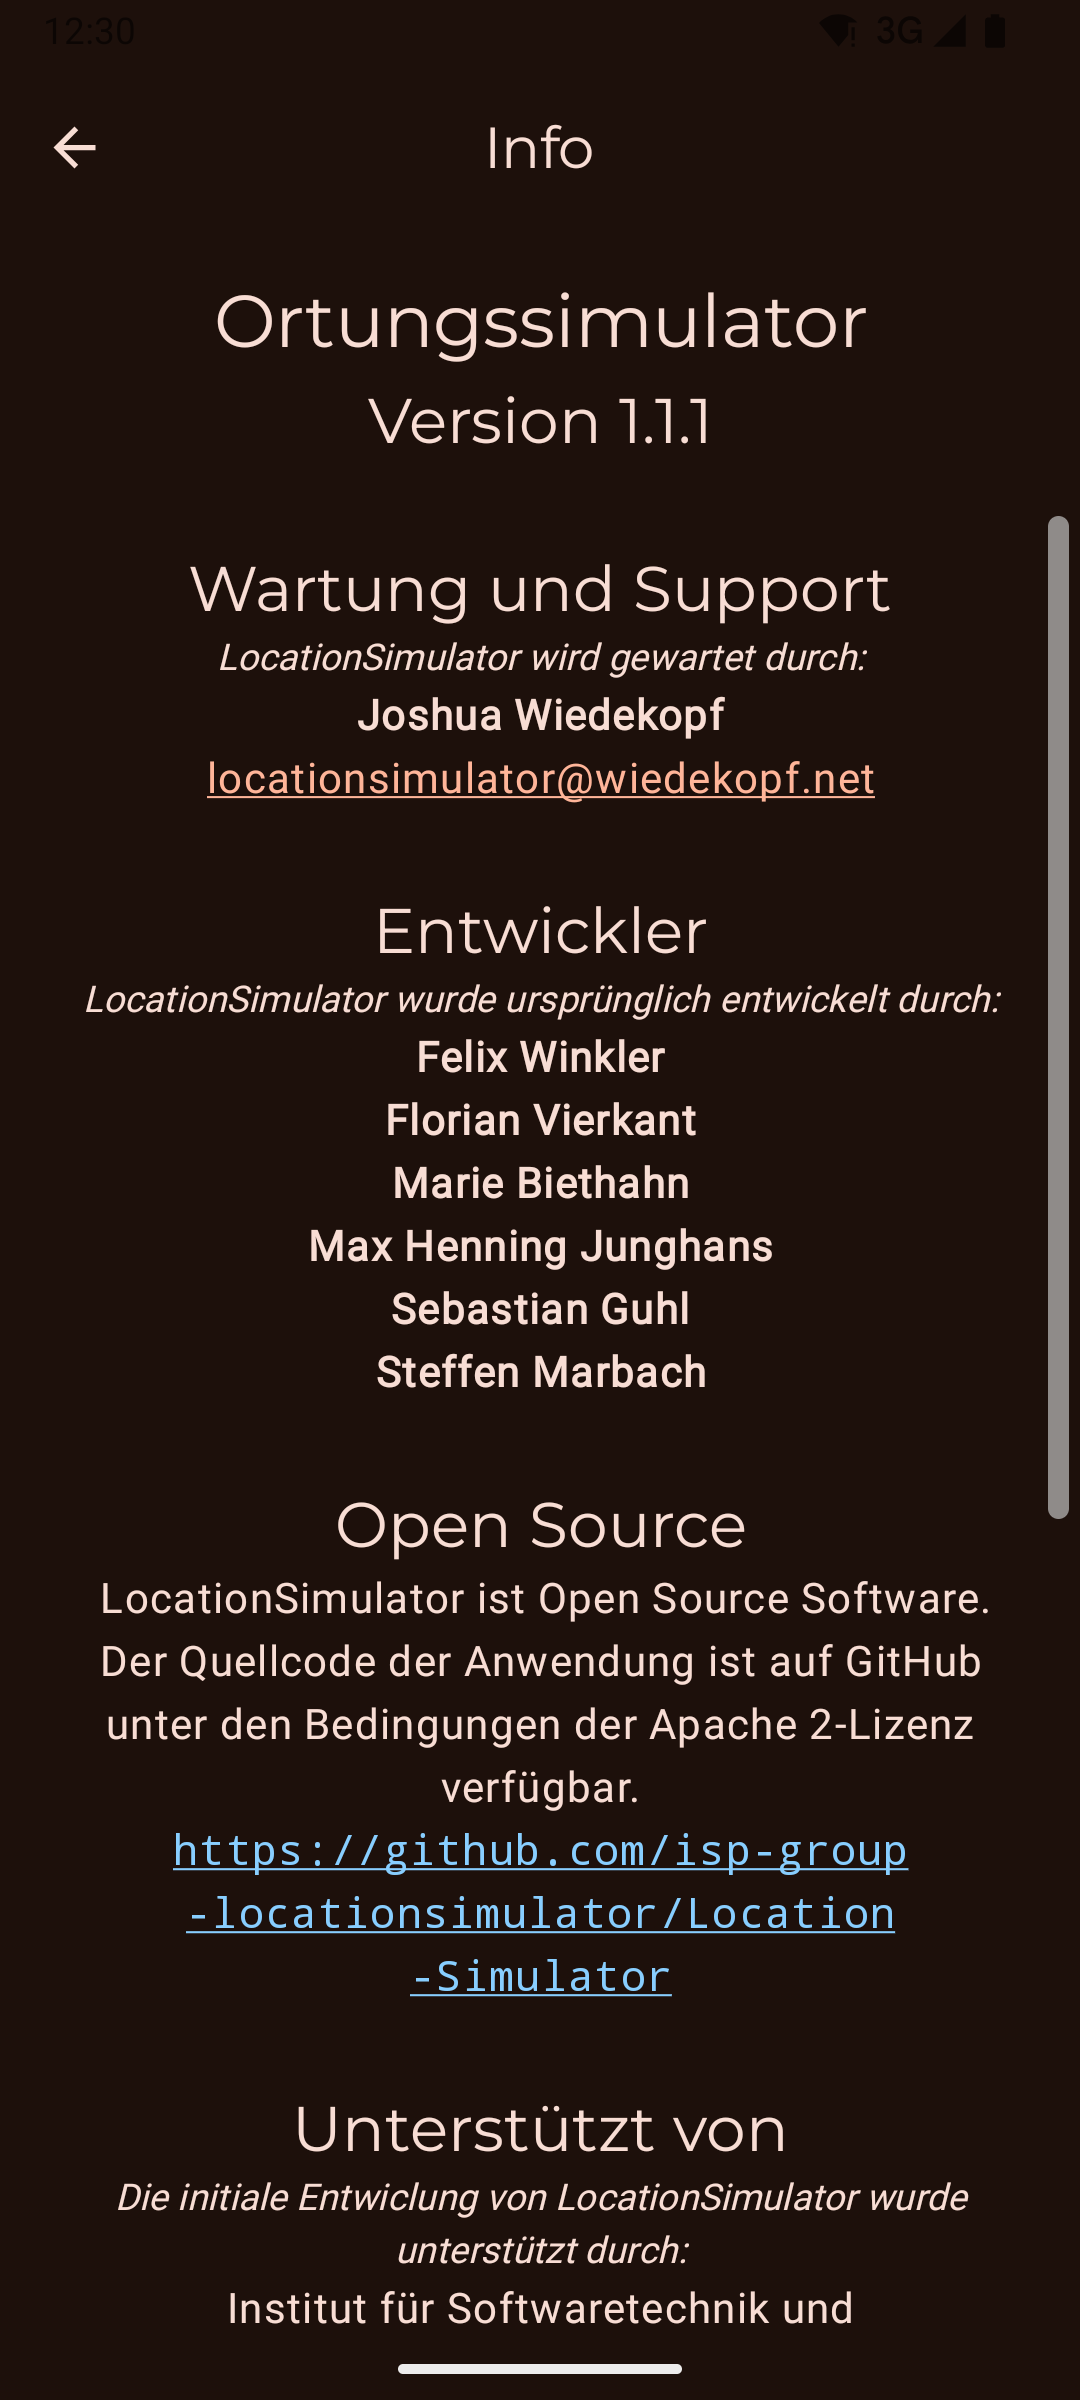 12:30
3G
Info
Ortungssimulator
Version 1.1.1
Wartung und Support
LocationSimulator wird gewartet durch:
Joshua Wiedekopf
locationsimulator@wiedekopf.net
Entwickler
LocationSimulator wurde ursprünglich entwickelt durch:
Felix Winkler
Florian Vierkant
Marie Biethahn
Max Henning Junghans
Sebastian Guhl
Steffen Marbach
Open Source
LocationSimulator ist Open Source Software.
Der Quellcode der Anwendung ist auf GitHub
unter den Bedingungen der Apache 2-Lizenz
verfügbar.
https://github.com/isp-group
-locationsimulator/Location
-Simulator
Unterstützt von
Die initiale Entwiclung von LocationSimulator wurde
unterstützt durch:
Institut für Softwaretechnik und